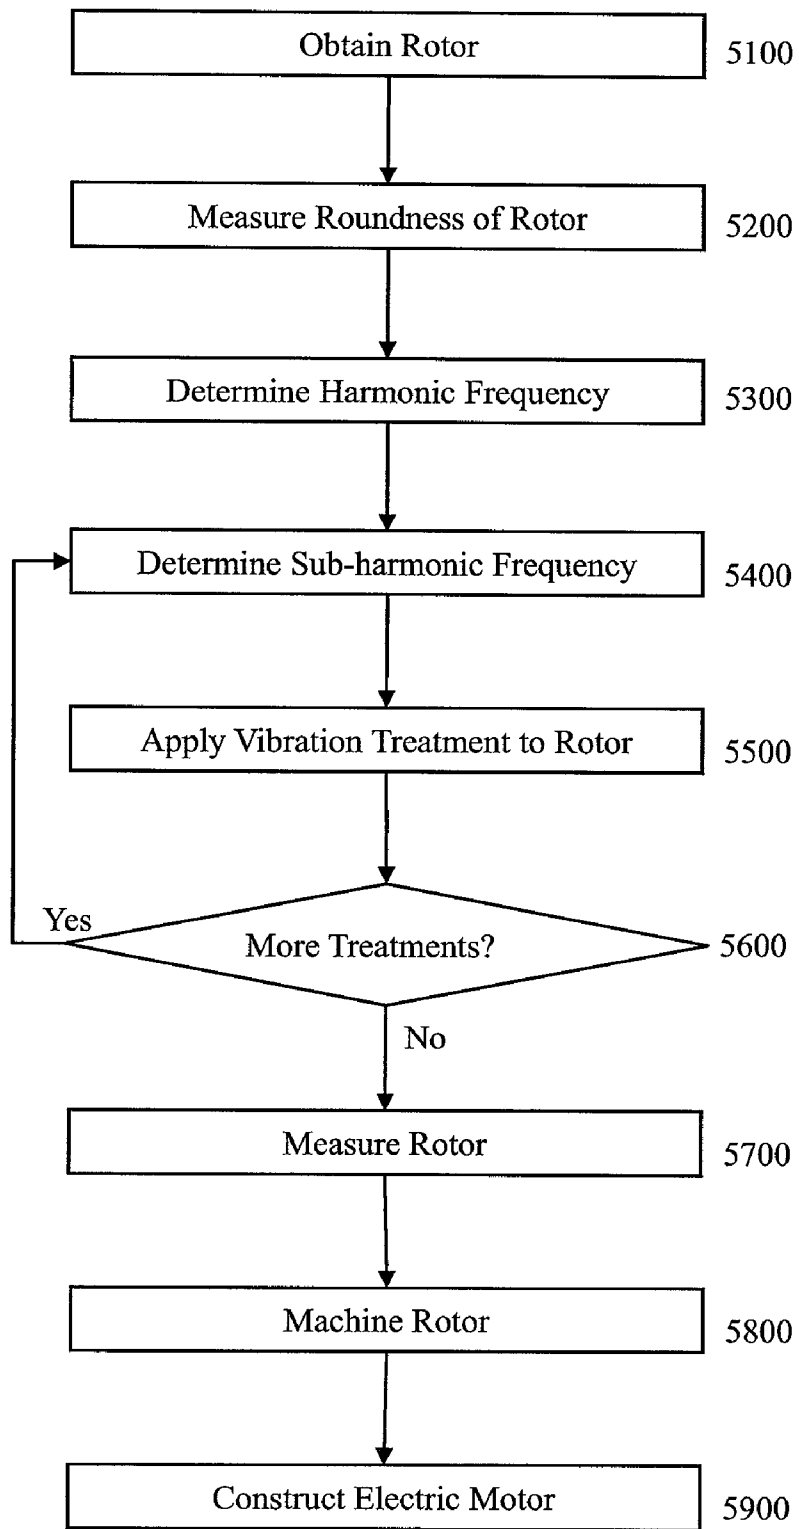 Obtain Rotor 5100
Measure Roundness of Rotor 5200
Determine Harmonic Frequency 5300
Determine Sub-harmonic Frequency 5400
Apply Vibration Treatment to Rotor 5500
Yes
More Treatments? 5600
No
Measure Rotor 5700
Machine Rotor 5800
Construct Electric Motor 5900